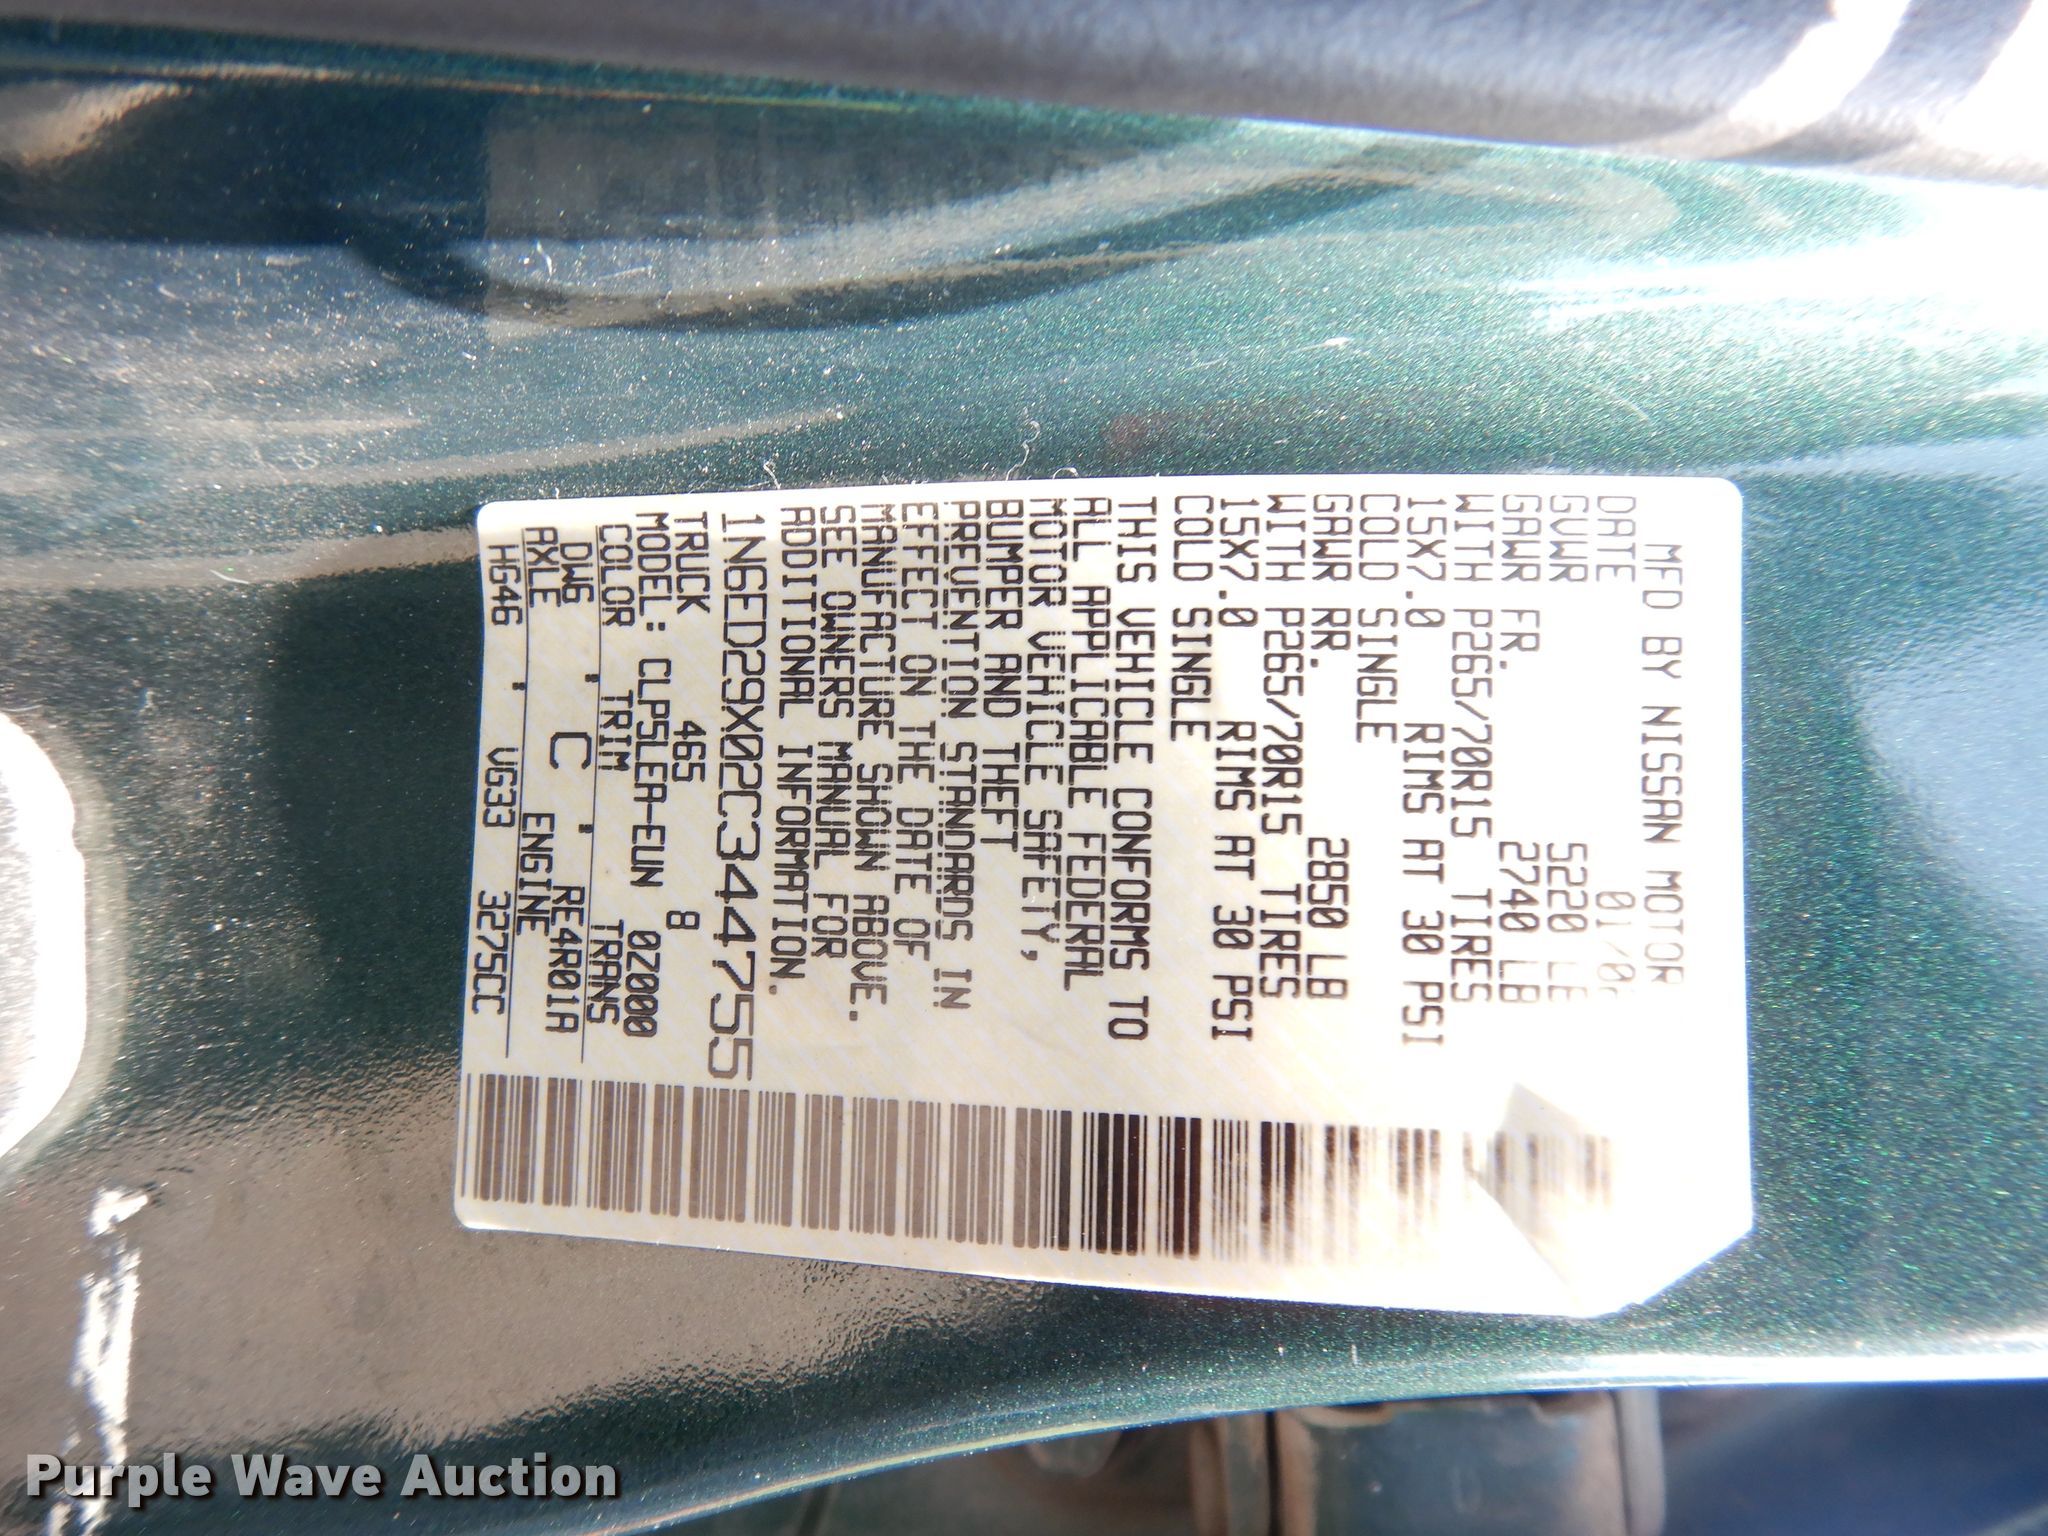 MFD BY NISSAN MOTOR
DATE
GVWR 5220
GAWR FR. 2740 LB
WITH P265/70R15 TIRES
15X7.0 RIMS AT 30 PSI
COLD SINGLE
GAWR RR. 2850 LB
WITH P265/70R15 TIRES
15X7.0 RIMS AT 30 PSI
COLD SINGLE
THIS VEHICLE CONFORMS TO
ALL APPLICABLE FEDERAL
MOTOR VEHICLE SAFETY,
BUMPER AND THEFT
PREVENTION STANDARDS IN
EFFECT ON THE DATE OF
MANUFACTURE SHOWN ABOVE.
SEE OWNERS MANUAL FOR
ADDITIONAL INFORMATION.
1N6ED29X02C344755
TRUCK 465 8
MODEL: CLPSLEA-EUN 0Z000
COLOR TRIM TRANS
DW6 C RE4R01A
AXLE ENGINE
HG46 VG33 3275CC
Purple Wave Auction